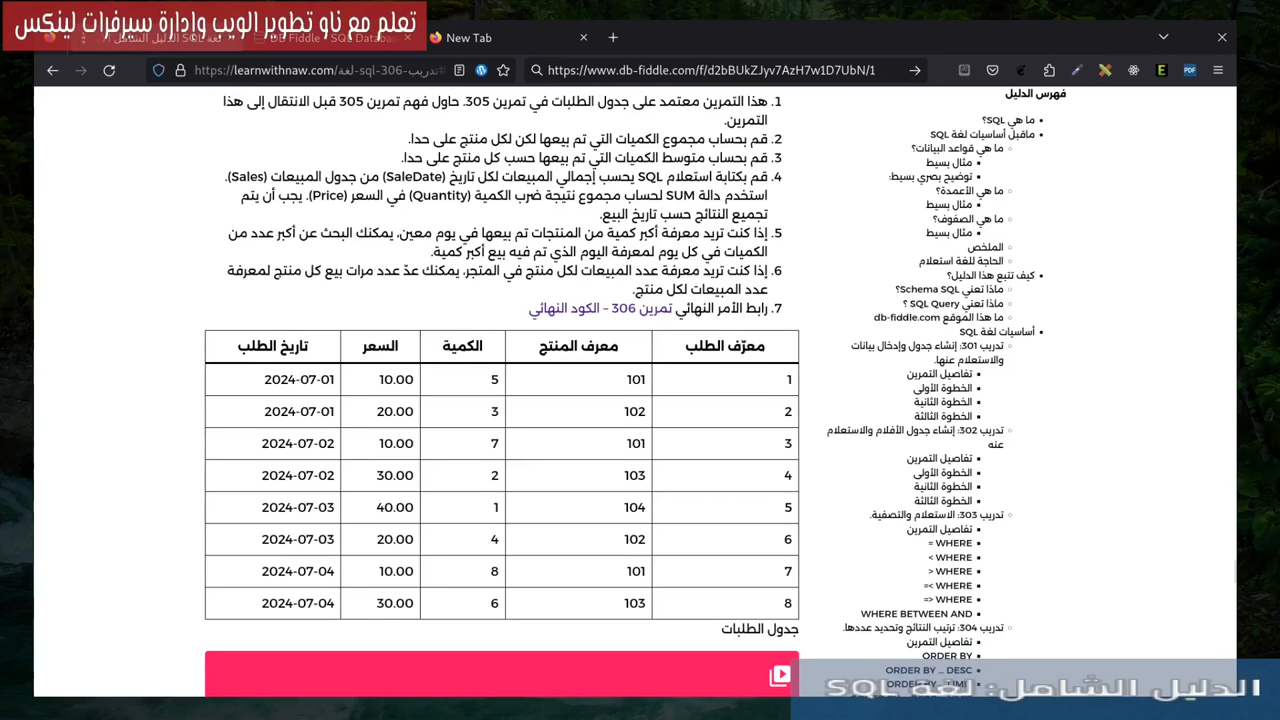 تعلم مع ناو تطوير الويب وإدارة سيرفرات لينكس
لغة SQL الدليل الشامل
DB Fiddle - SQL Databas
New Tab
https://learnwithnaw.com/تدريب-306-sql-لغة#
https://www.db-fiddle.com/f/d2bBUkZJyv7AzH7w1D7UbN/1
1. هذا التمرين معتمد على جدول الطلبات في تمرين 305. حاول فهم تمرين 305 قبل الانتقال إلى هذا
التمرين.
2. قم بحساب مجموع الكميات التي تم بيعها لكن لكل منتج على حدا.
3. قم بحساب متوسط الكميات التي تم بيعها حسب كل منتج على حدا.
4. قم بكتابة استعلام SQL يحسب إجمالي المبيعات لكل تاريخ (SaleDate) من جدول المبيعات (Sales).
استخدم دالة SUM لحساب مجموع نتيجة ضرب الكمية (Quantity) في السعر (Price). يجب أن يتم
تجميع النتائج حسب تاريخ البيع.
5. إذا كنت تريد معرفة أكبر كمية من المنتجات تم بيعها في يوم معين، يمكنك البحث عن أكبر عدد من
الكميات في كل يوم لمعرفة اليوم الذي تم فيه بيع أكبر كمية.
6. إذا كنت تريد معرفة عدد المبيعات لكل منتج في المتجر، يمكنك عدّ عدد مرات بيع كل منتج لمعرفة
عدد المبيعات لكل منتج.
7. رابط الأمر النهائي تمرين 306 – الكود النهائي
معرّف الطلب معرف المنتج الكمية السعر تاريخ الطلب
1 101 5 10.00 2024-07-01
2 102 3 20.00 2024-07-01
3 101 7 10.00 2024-07-02
4 103 2 30.00 2024-07-02
5 104 1 40.00 2024-07-03
6 102 4 20.00 2024-07-03
7 101 8 10.00 2024-07-04
8 103 6 30.00 2024-07-04
جدول الطلبات
فهرس الدليل
ما هي SQL؟
ماقبل أساسيات لغة SQL
ما هي قواعد البيانات؟
مثال بسيط
توضيح بصري بسيط:
ما هي الأعمدة؟
مثال بسيط
ما هي الصفوف؟
مثال بسيط
الملخص
الحاجة للغة استعلام
كيف تتبع هذا الدليل؟
ماذا تعني Schema SQL؟
ماذا تعني SQL Query ؟
ما هذا الموقع db-fiddle.com
أساسيات لغة SQL
تدريب 301: إنشاء جدول وإدخال بيانات
والاستعلام عنها.
تفاصيل التمرين
الخطوة الأولى
الخطوة الثانية
الخطوة الثالثة
تدريب 302: إنشاء جدول الأفلام والاستعلام
عنه
تفاصيل التمرين
الخطوة الأولى
الخطوة الثانية
الخطوة الثالثة
تدريب 303: الاستعلام والتصفية.
تفاصيل التمرين
= WHERE
< WHERE
> WHERE
=< WHERE
=> WHERE
WHERE BETWEEN AND
تدريب 304: ترتيب النتائج وتحديد عددها.
تفاصيل التمرين
ORDER BY
ORDER BY .. DESC
الدليل الشامل: لغة SQL